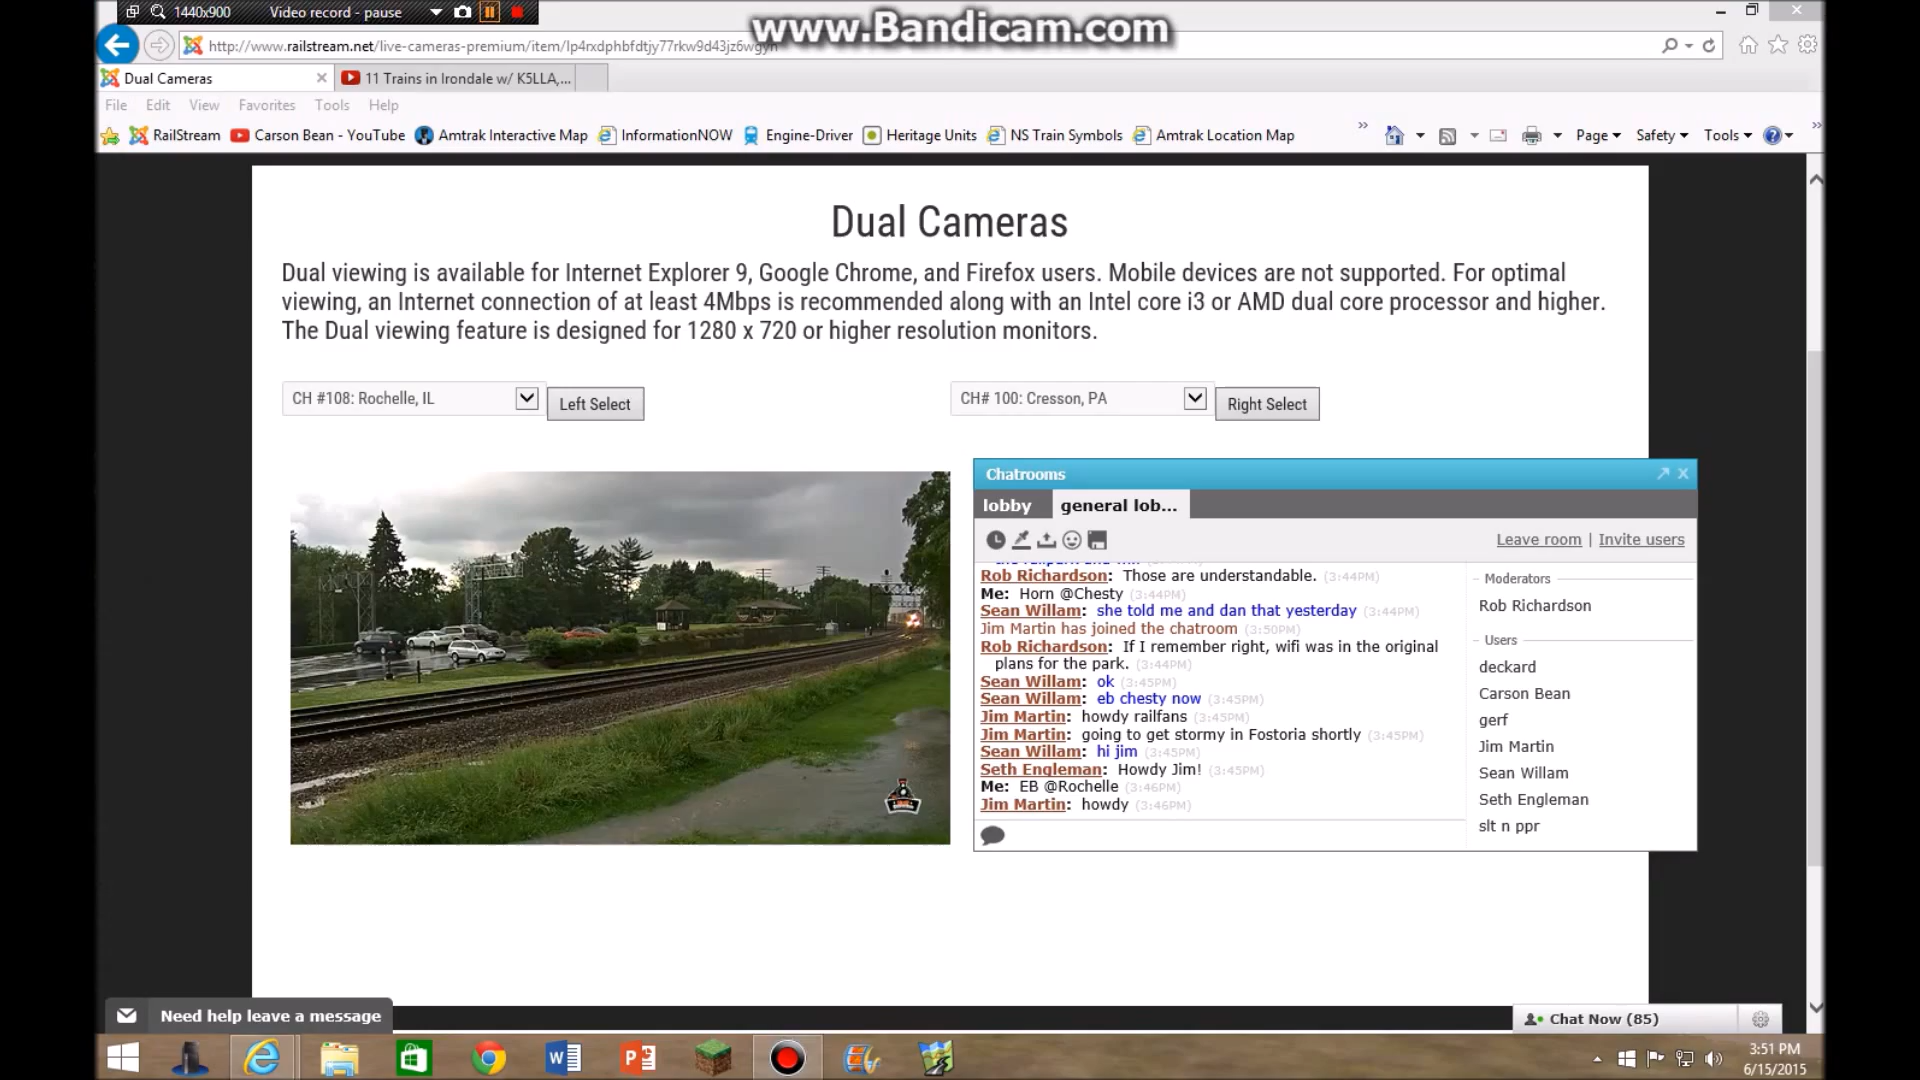 1440x900 Video record - pause
www.Bandicam.com
http://www.railstream.net/live-cameras-premium/item/lp4rxdphbfdtjy77rkw9d43jz6wgyn
Dual Cameras
11 Trains in Irondale w/ K5LLA,...
File Edit View Favorites Tools Help
RailStream Carson Bean - YouTube Amtrak Interactive Map InformationNOW Engine-Driver Heritage Units NS Train Symbols Amtrak Location Map
Page Safety Tools
Dual Cameras
Dual viewing is available for Internet Explorer 9, Google Chrome, and Firefox users. Mobile devices are not supported. For optimal
viewing, an Internet connection of at least 4Mbps is recommended along with an Intel core i3 or AMD dual core processor and higher.
The Dual viewing feature is designed for 1280 x 720 or higher resolution monitors.
CH #108: Rochelle, IL Left Select
CH# 100: Cresson, PA Right Select
Chatrooms
lobby general lob...
Leave room | Invite users
Rob Richardson: Those are understandable. (3:44PM)
Me: Horn @Chesty (3:44PM)
Sean Willam: she told me and dan that yesterday (3:44PM)
Jim Martin has joined the chatroom (3:50PM)
Rob Richardson: If I remember right, wifi was in the original
plans for the park. (3:44PM)
Sean Willam: ok (3:45PM)
Sean Willam: eb chesty now (3:45PM)
Jim Martin: howdy railfans (3:45PM)
Jim Martin: going to get stormy in Fostoria shortly (3:45PM)
Sean Willam: hi jim (3:45PM)
Seth Engleman: Howdy Jim! (3:45PM)
Me: EB @Rochelle (3:46PM)
Jim Martin: howdy (3:46PM)
Moderators
Rob Richardson
Users
deckard
Carson Bean
gerf
Jim Martin
Sean Willam
Seth Engleman
slt n ppr
Need help leave a message
Chat Now (85)
3:51 PM
6/15/2015